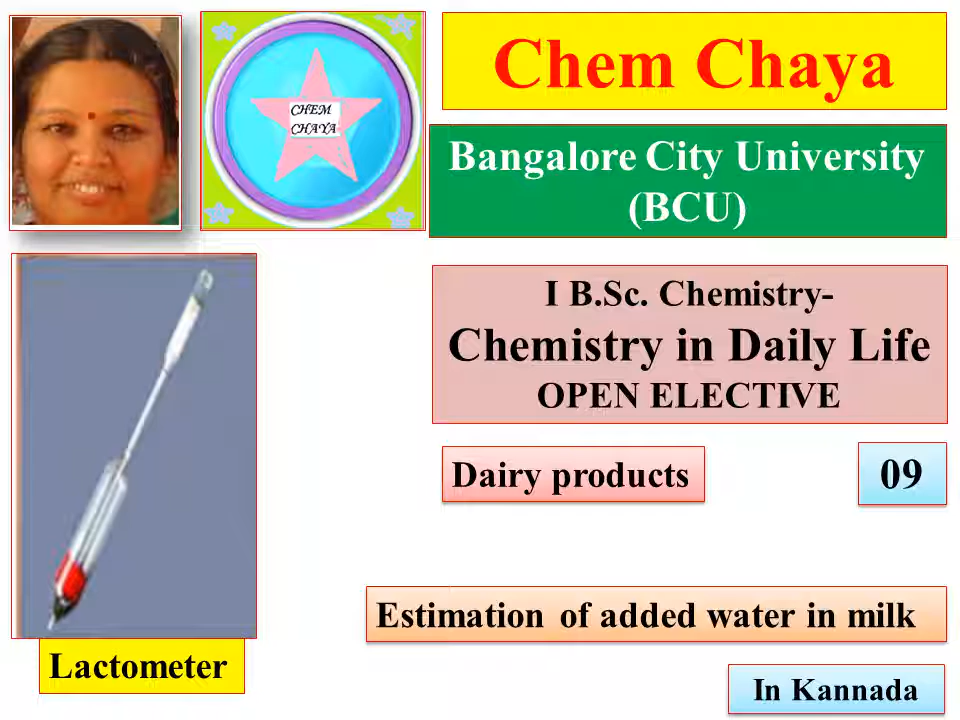 CHEM
CHAYA
Chem Chaya
Bangalore City University
(BCU)
I B.Sc. Chemistry-
Chemistry in Daily Life
OPEN ELECTIVE
Dairy products
09
Estimation of added water in milk
Lactometer
In Kannada